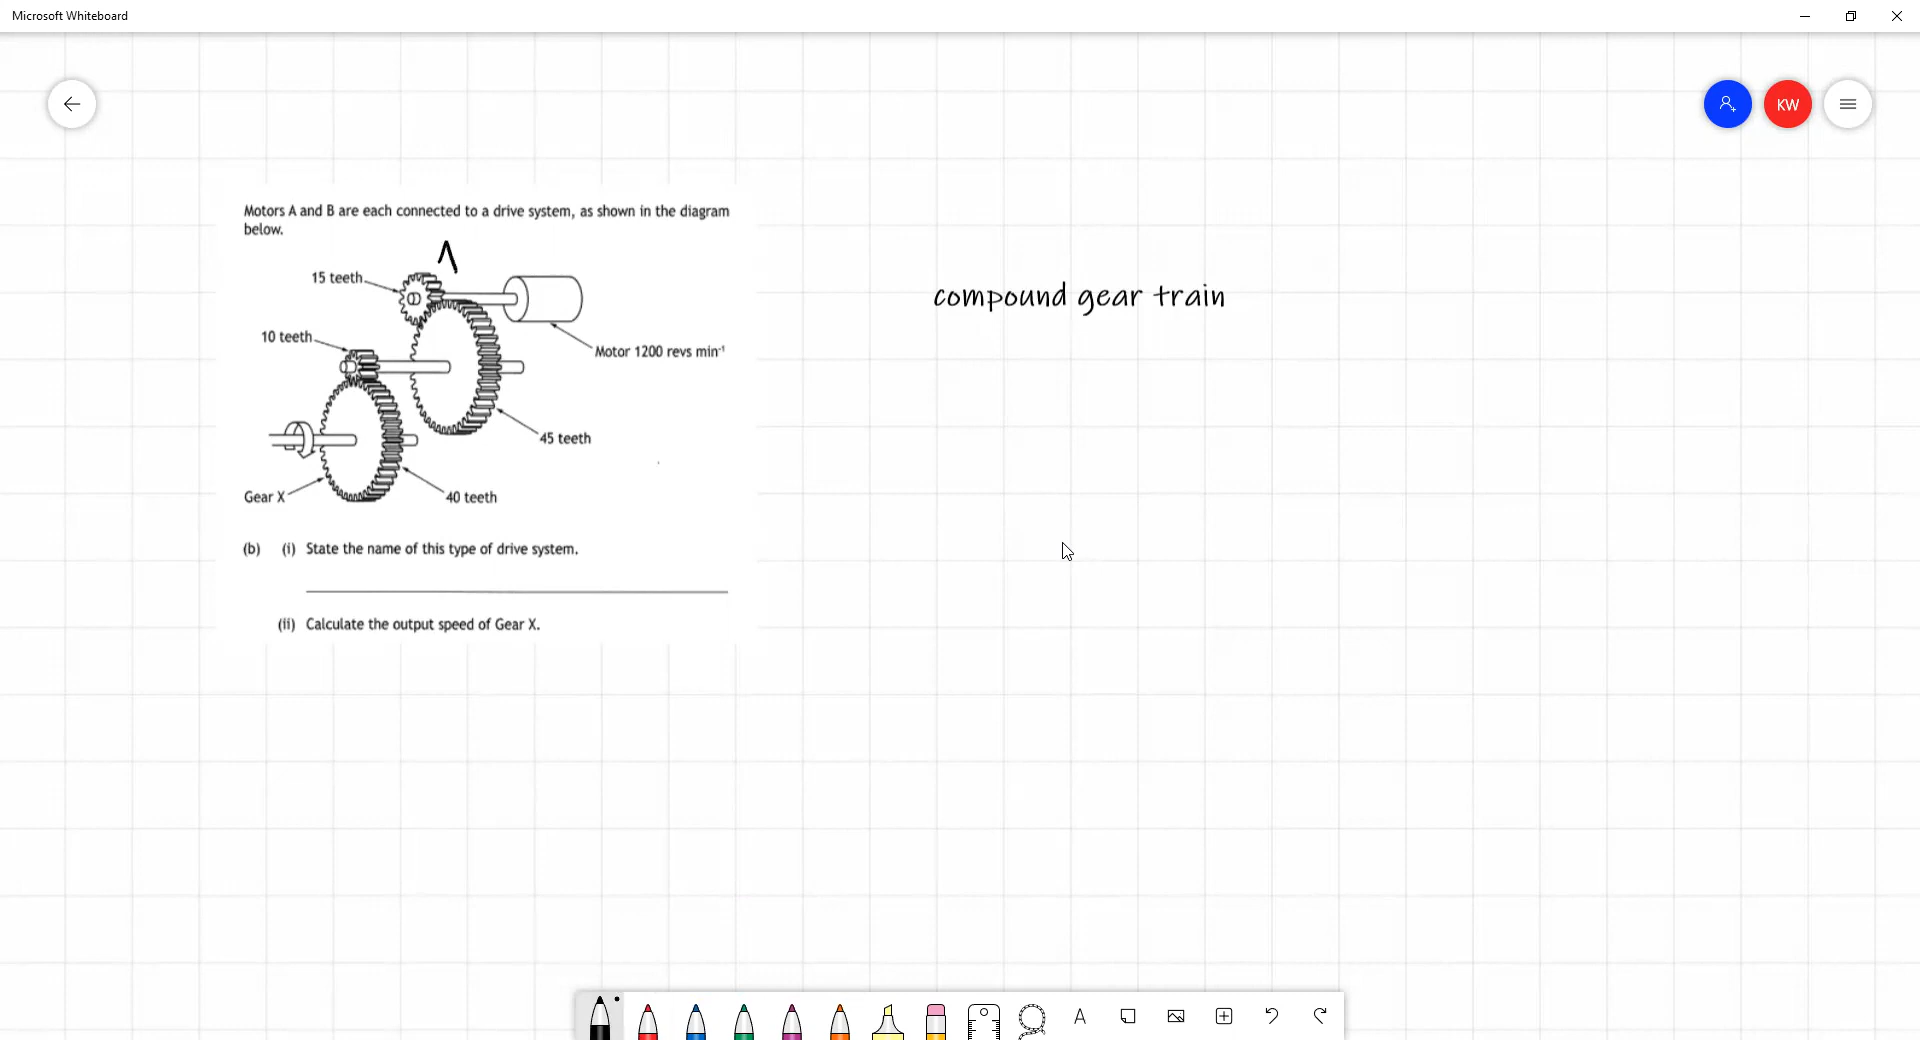 Microsoft Whiteboard
KW
Motors A and B are each connected to a drive system, as shown in the diagram
below.
15 teeth
10 teeth
compound gear train
Motor 1200 revs min⁻¹
45 teeth
Gear X
40 teeth
(b) (i) State the name of this type of drive system.
(ii) Calculate the output speed of Gear X.
A